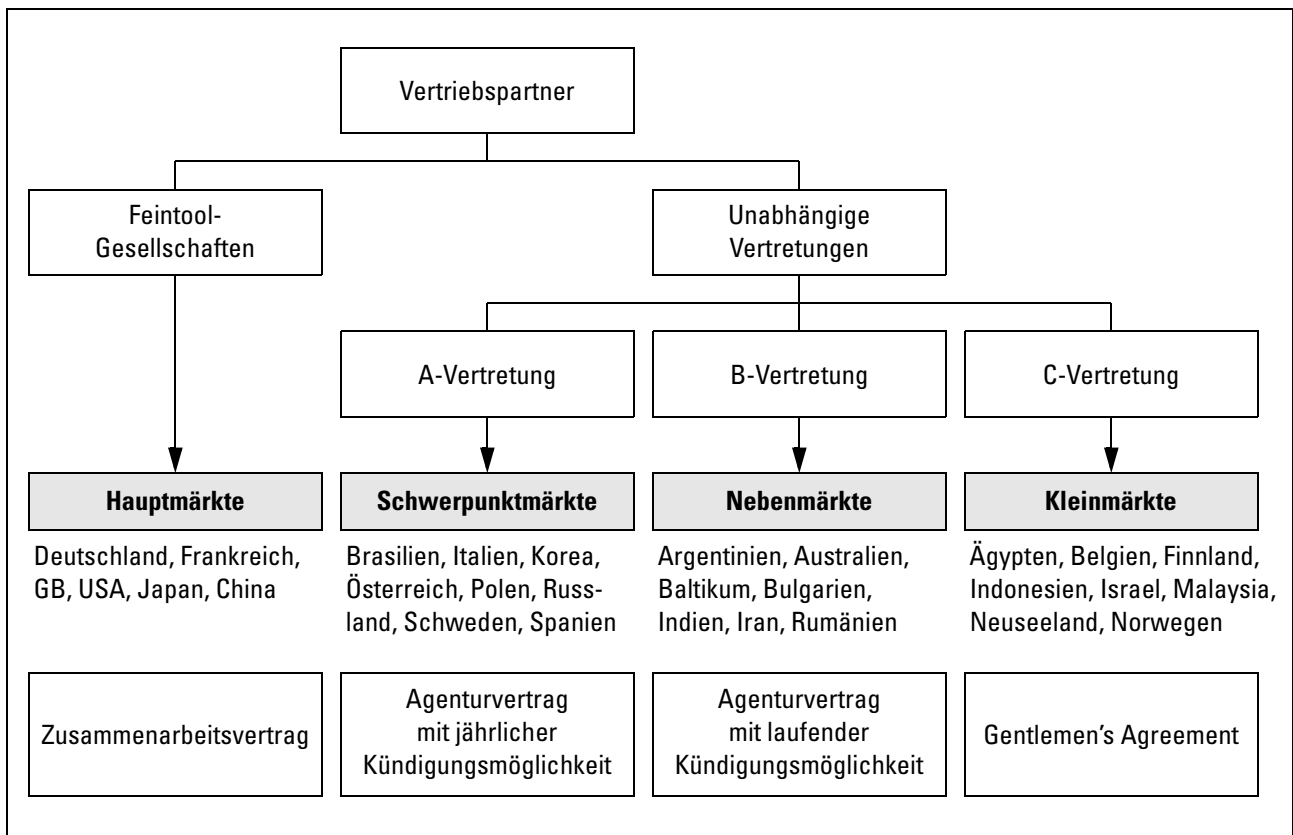 Vertriebspartner
Feintool-
Gesellschaften
Unabhängige
Vertretungen
A-Vertretung
B-Vertretung
C-Vertretung
Hauptmärkte
Schwerpunktmärkte
Nebenmärkte
Kleinmärkte
Deutschland, Frankreich,
GB, USA, Japan, China
Brasilien, Italien, Korea,
Österreich, Polen, Russ-
land, Schweden, Spanien
Argentinien, Australien,
Baltikum, Bulgarien,
Indien, Iran, Rumänien
Ägypten, Belgien, Finnland,
Indonesien, Israel, Malaysia,
Neuseeland, Norwegen
Zusammenarbeitsvertrag
Agenturvertrag
mit jährlicher
Kündigungsmöglichkeit
Agenturvertrag
mit laufender
Kündigungsmöglichkeit
Gentlemen's Agreement